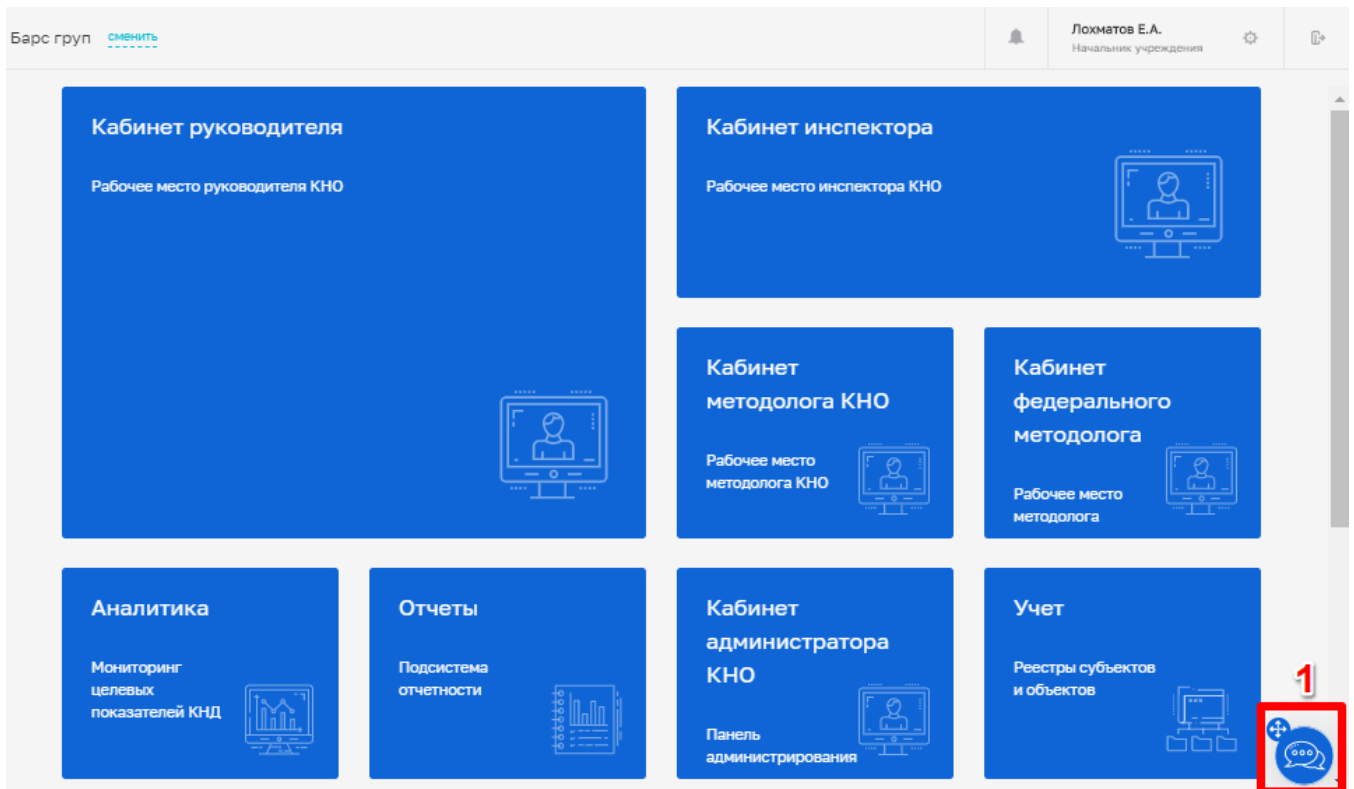 Барс груп сменить
Лохматов Е.А.
Начальник учреждения
Кабинет руководителя
Рабочее место руководителя КНО
Кабинет инспектора
Рабочее место инспектора КНО
Кабинет
методолога КНО
Рабочее место
методолога КНО
Кабинет
федерального
методолога
Рабочее место
методолога
Аналитика
Мониторинг
целевых
показателей КНД
Отчеты
Подсистема
отчетности
Кабинет
администратора
КНО
Панель
администрирования
Учет
Реестры субъектов
и объектов
1